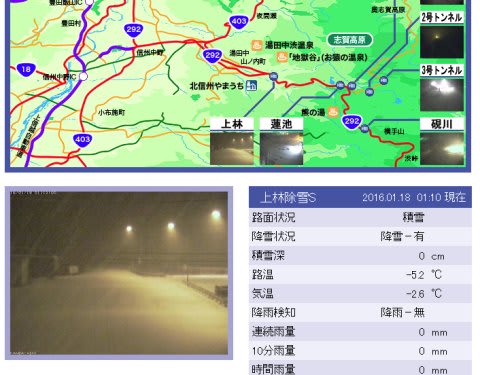 豊田飯山IC
豊田村
292
403
夜間瀬
奥志賀高原
志賀高原
2号トンネル
湯田中渋温泉
292
信州中野
292
湯田中
「地獄谷」(お猿の温泉)
山ノ内町
3号トンネル
18
信州中野IC
北信州やまうち
小布施町
熊の湯
上信越自動車道
403
上林
蓮池
292
横手山
硯川
渋峠
上林除雪S 2016.01.18 01:10 現在
路面状況 積雪
降雪状況 降雪－有
積雪深 0 cm
路温 -5.2 ℃
気温 -2.6 ℃
降雨検知 降雨－無
連続雨量 0 mm
10分雨量 0 mm
時間雨量 0 mm